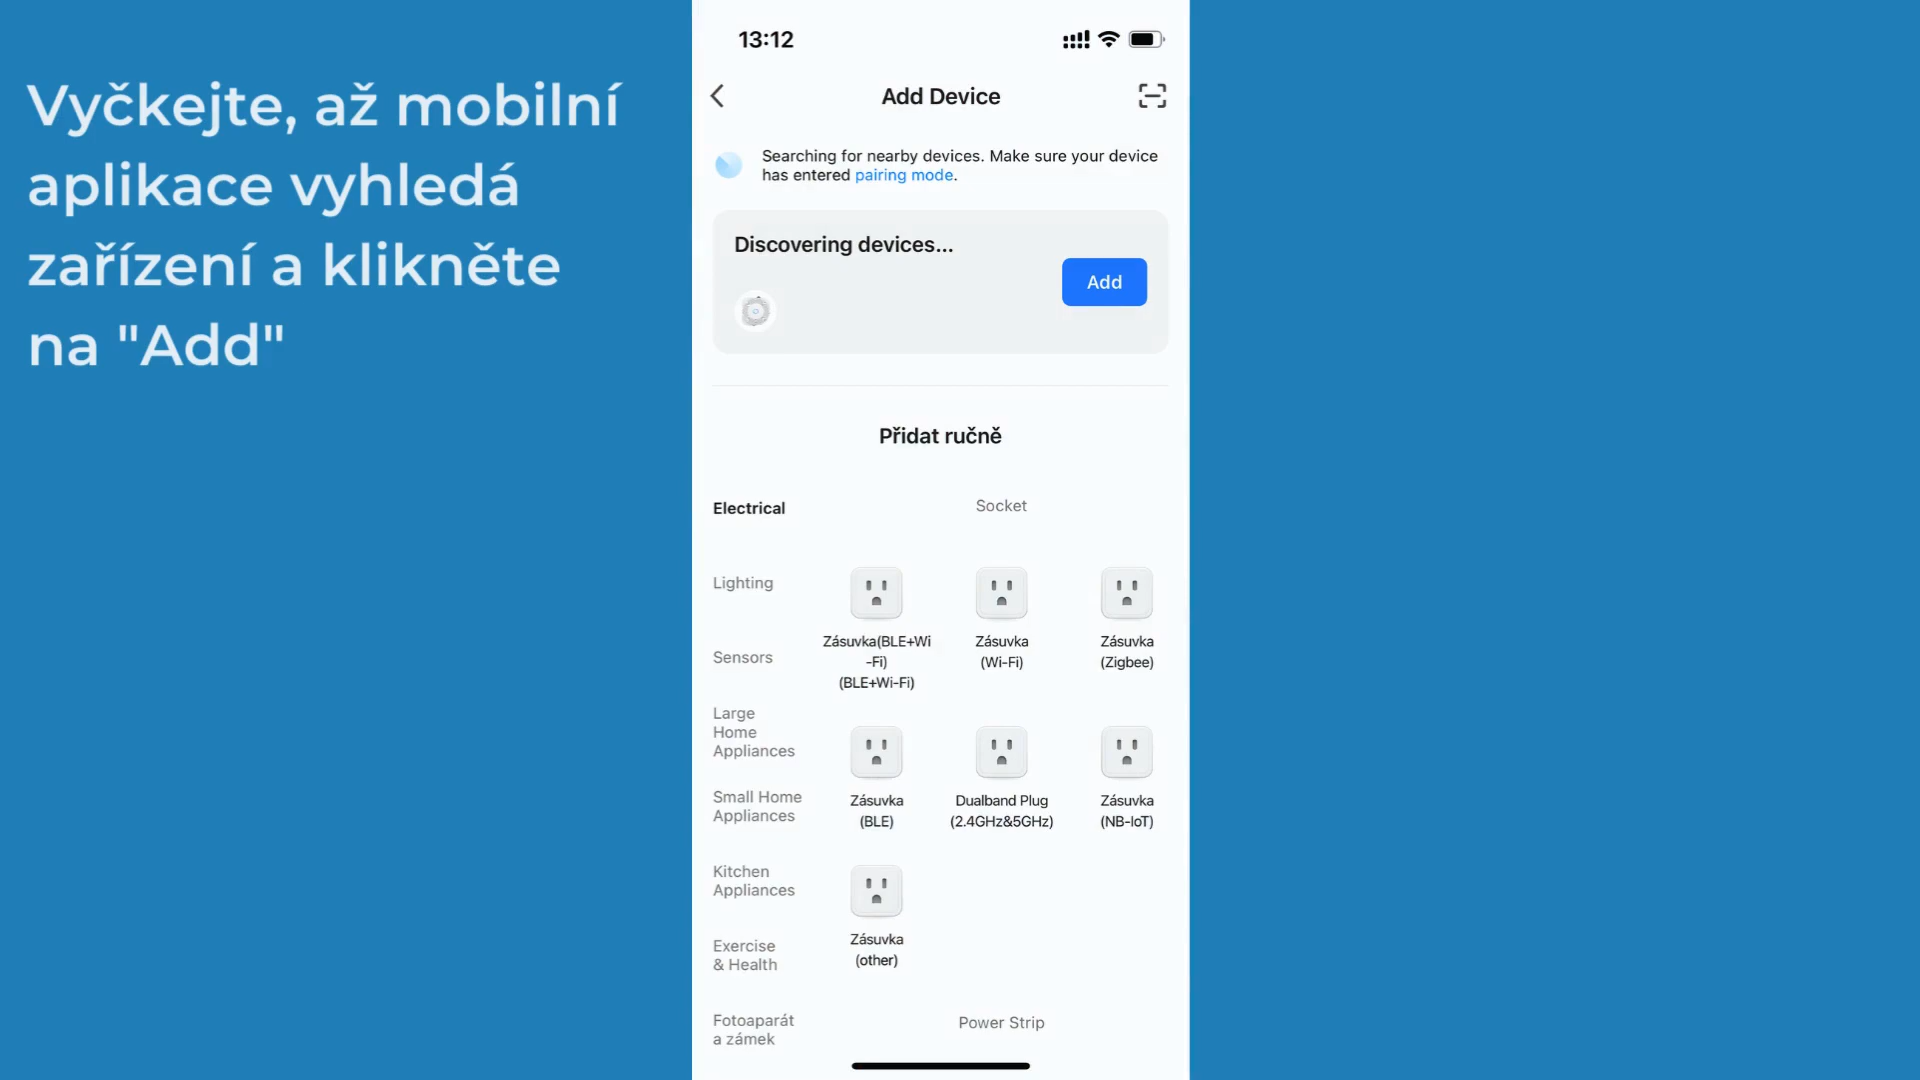 Vyčkejte, až mobilní
aplikace vyhledá
zařízení a klikněte
na "Add"
13:12
Add Device
Searching for nearby devices. Make sure your device
has entered pairing mode.
Discovering devices...
Add
Přidat ručně
Electrical
Socket
Lighting
Sensors
Large
Home
Appliances
Small Home
Appliances
Kitchen
Appliances
Exercise
& Health
Fotoaparát
a zámek
Zásuvka(BLE+Wi
-Fi)
(BLE+Wi-Fi)
Zásuvka
(Wi-Fi)
Zásuvka
(Zigbee)
Zásuvka
(BLE)
Dualband Plug
(2.4GHz&5GHz)
Zásuvka
(NB-IoT)
Zásuvka
(other)
Power Strip